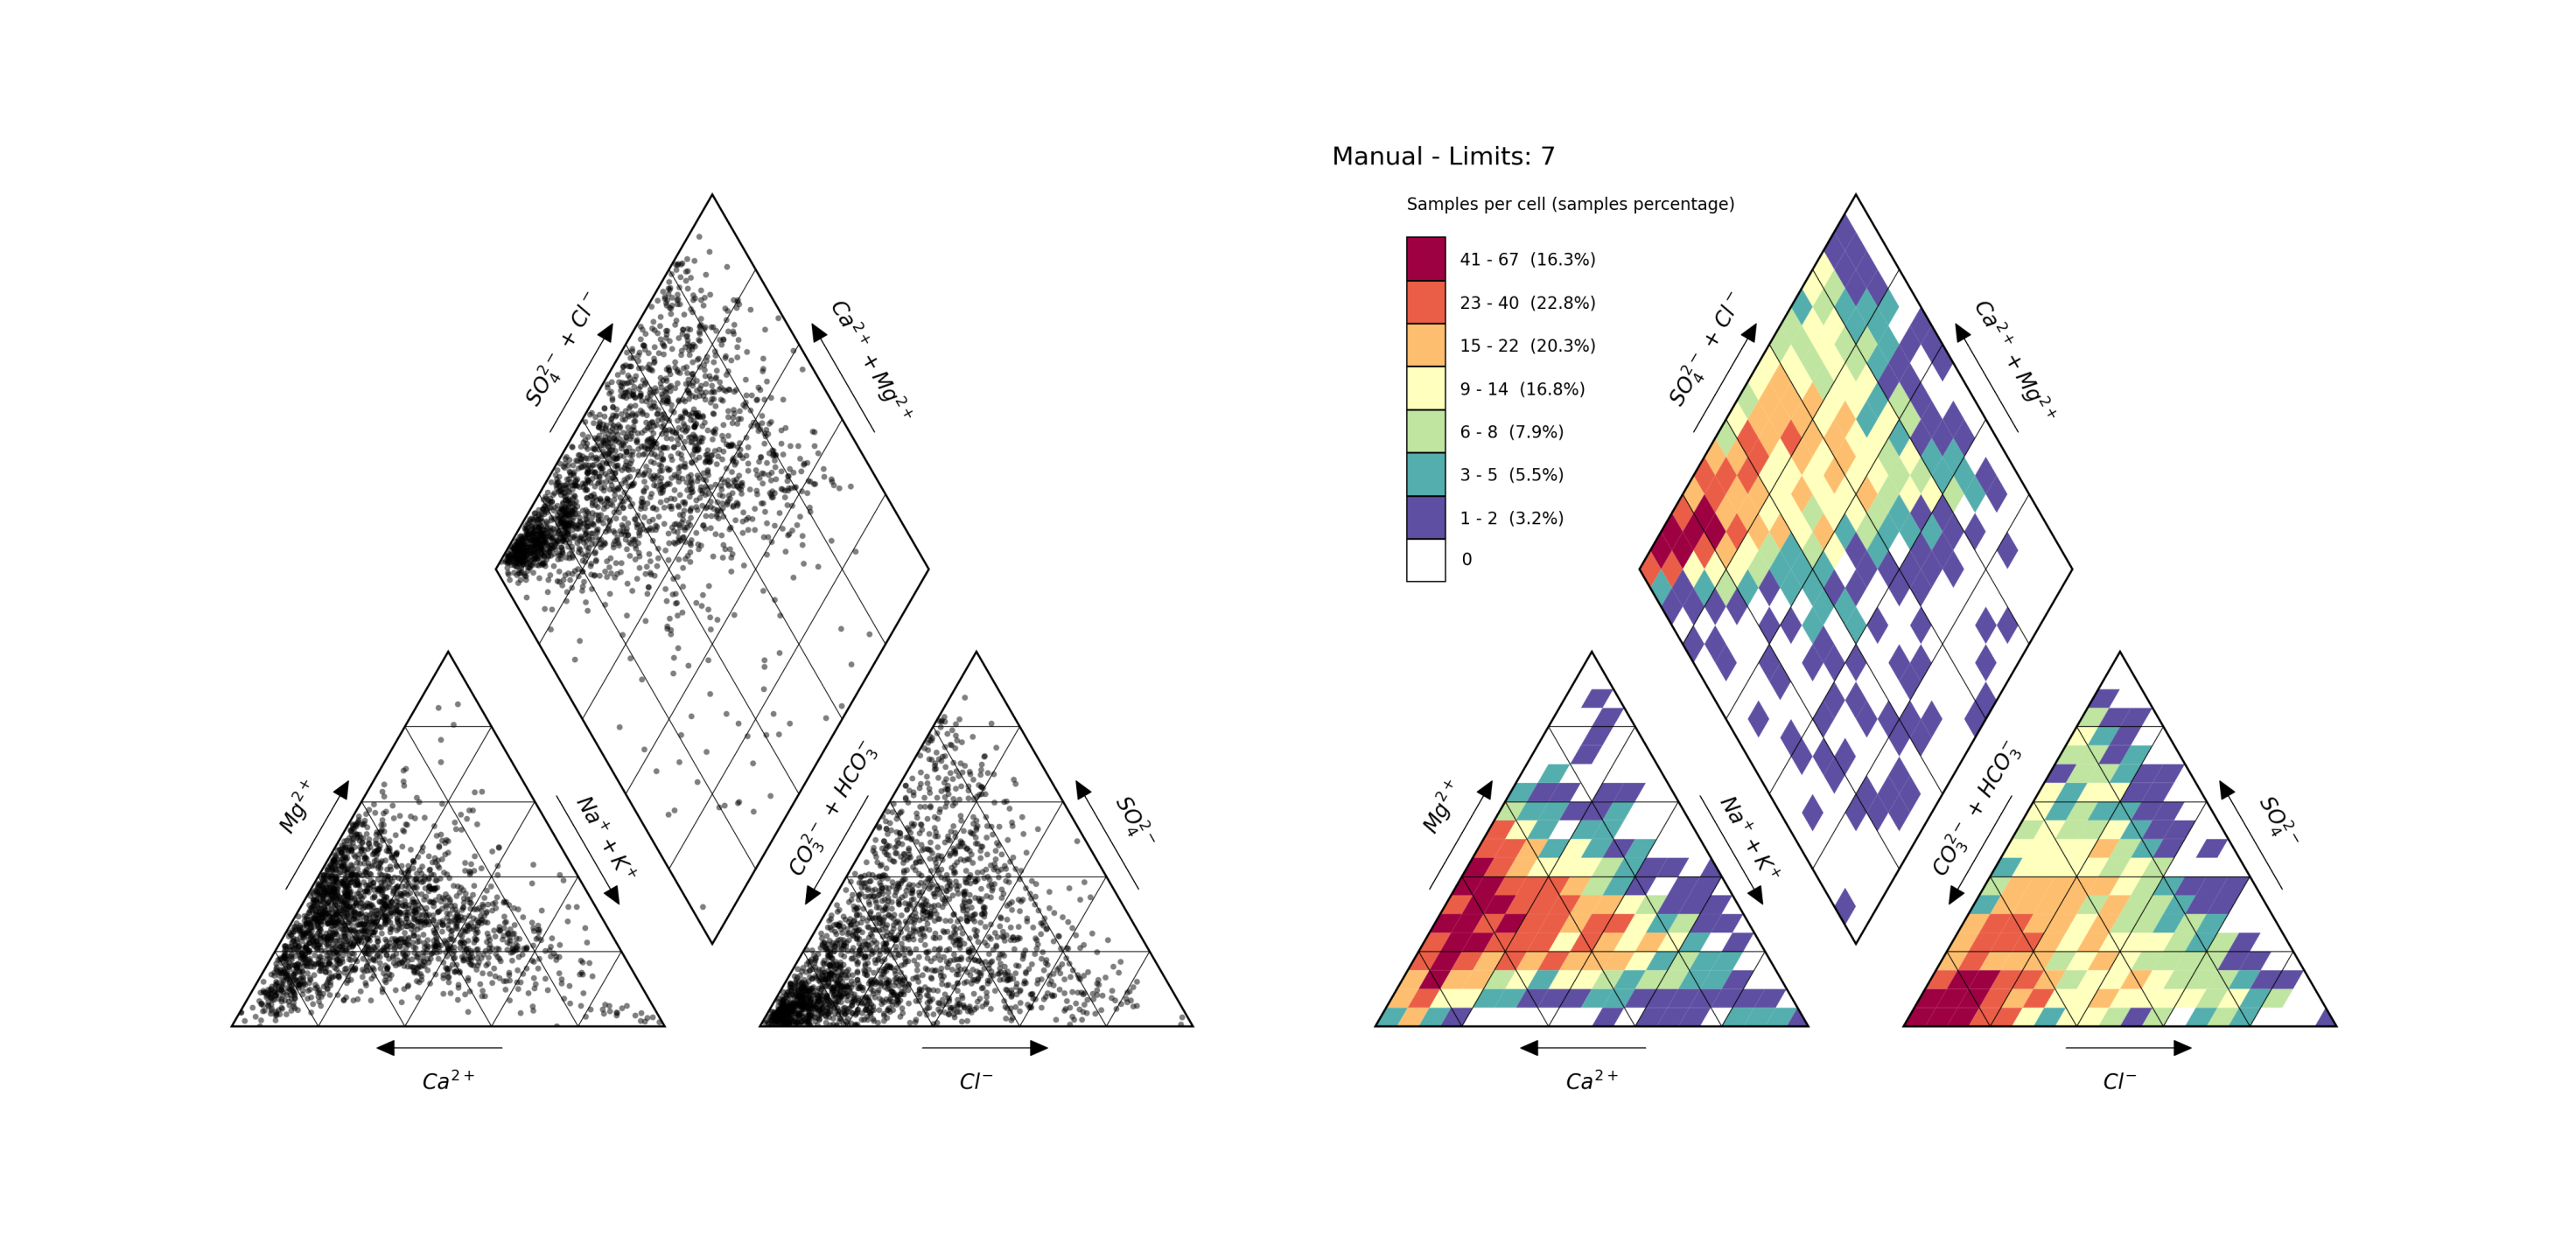 Manual - Limits: 7
Samples per cell (samples percentage)
41 - 67 (16.3%)
23 - 40 (22.8%)
15 - 22 (20.3%)
9 - 14 (16.8%)
6 - 8 (7.9%)
3 - 5 (5.5%)
1 - 2 (3.2%)
0
SO₄²⁻ + Cl⁻
Ca²⁺ + Mg²⁺
Mg²⁺
Na⁺ + K⁺
CO₃²⁻ + HCO₃⁻
SO₄²⁻
Ca²⁺
Cl⁻
SO₄²⁻ + Cl⁻
Ca²⁺ + Mg²⁺
Mg²⁺
Na⁺ + K⁺
CO₃²⁻ + HCO₃⁻
SO₄²⁻
Ca²⁺
Cl⁻